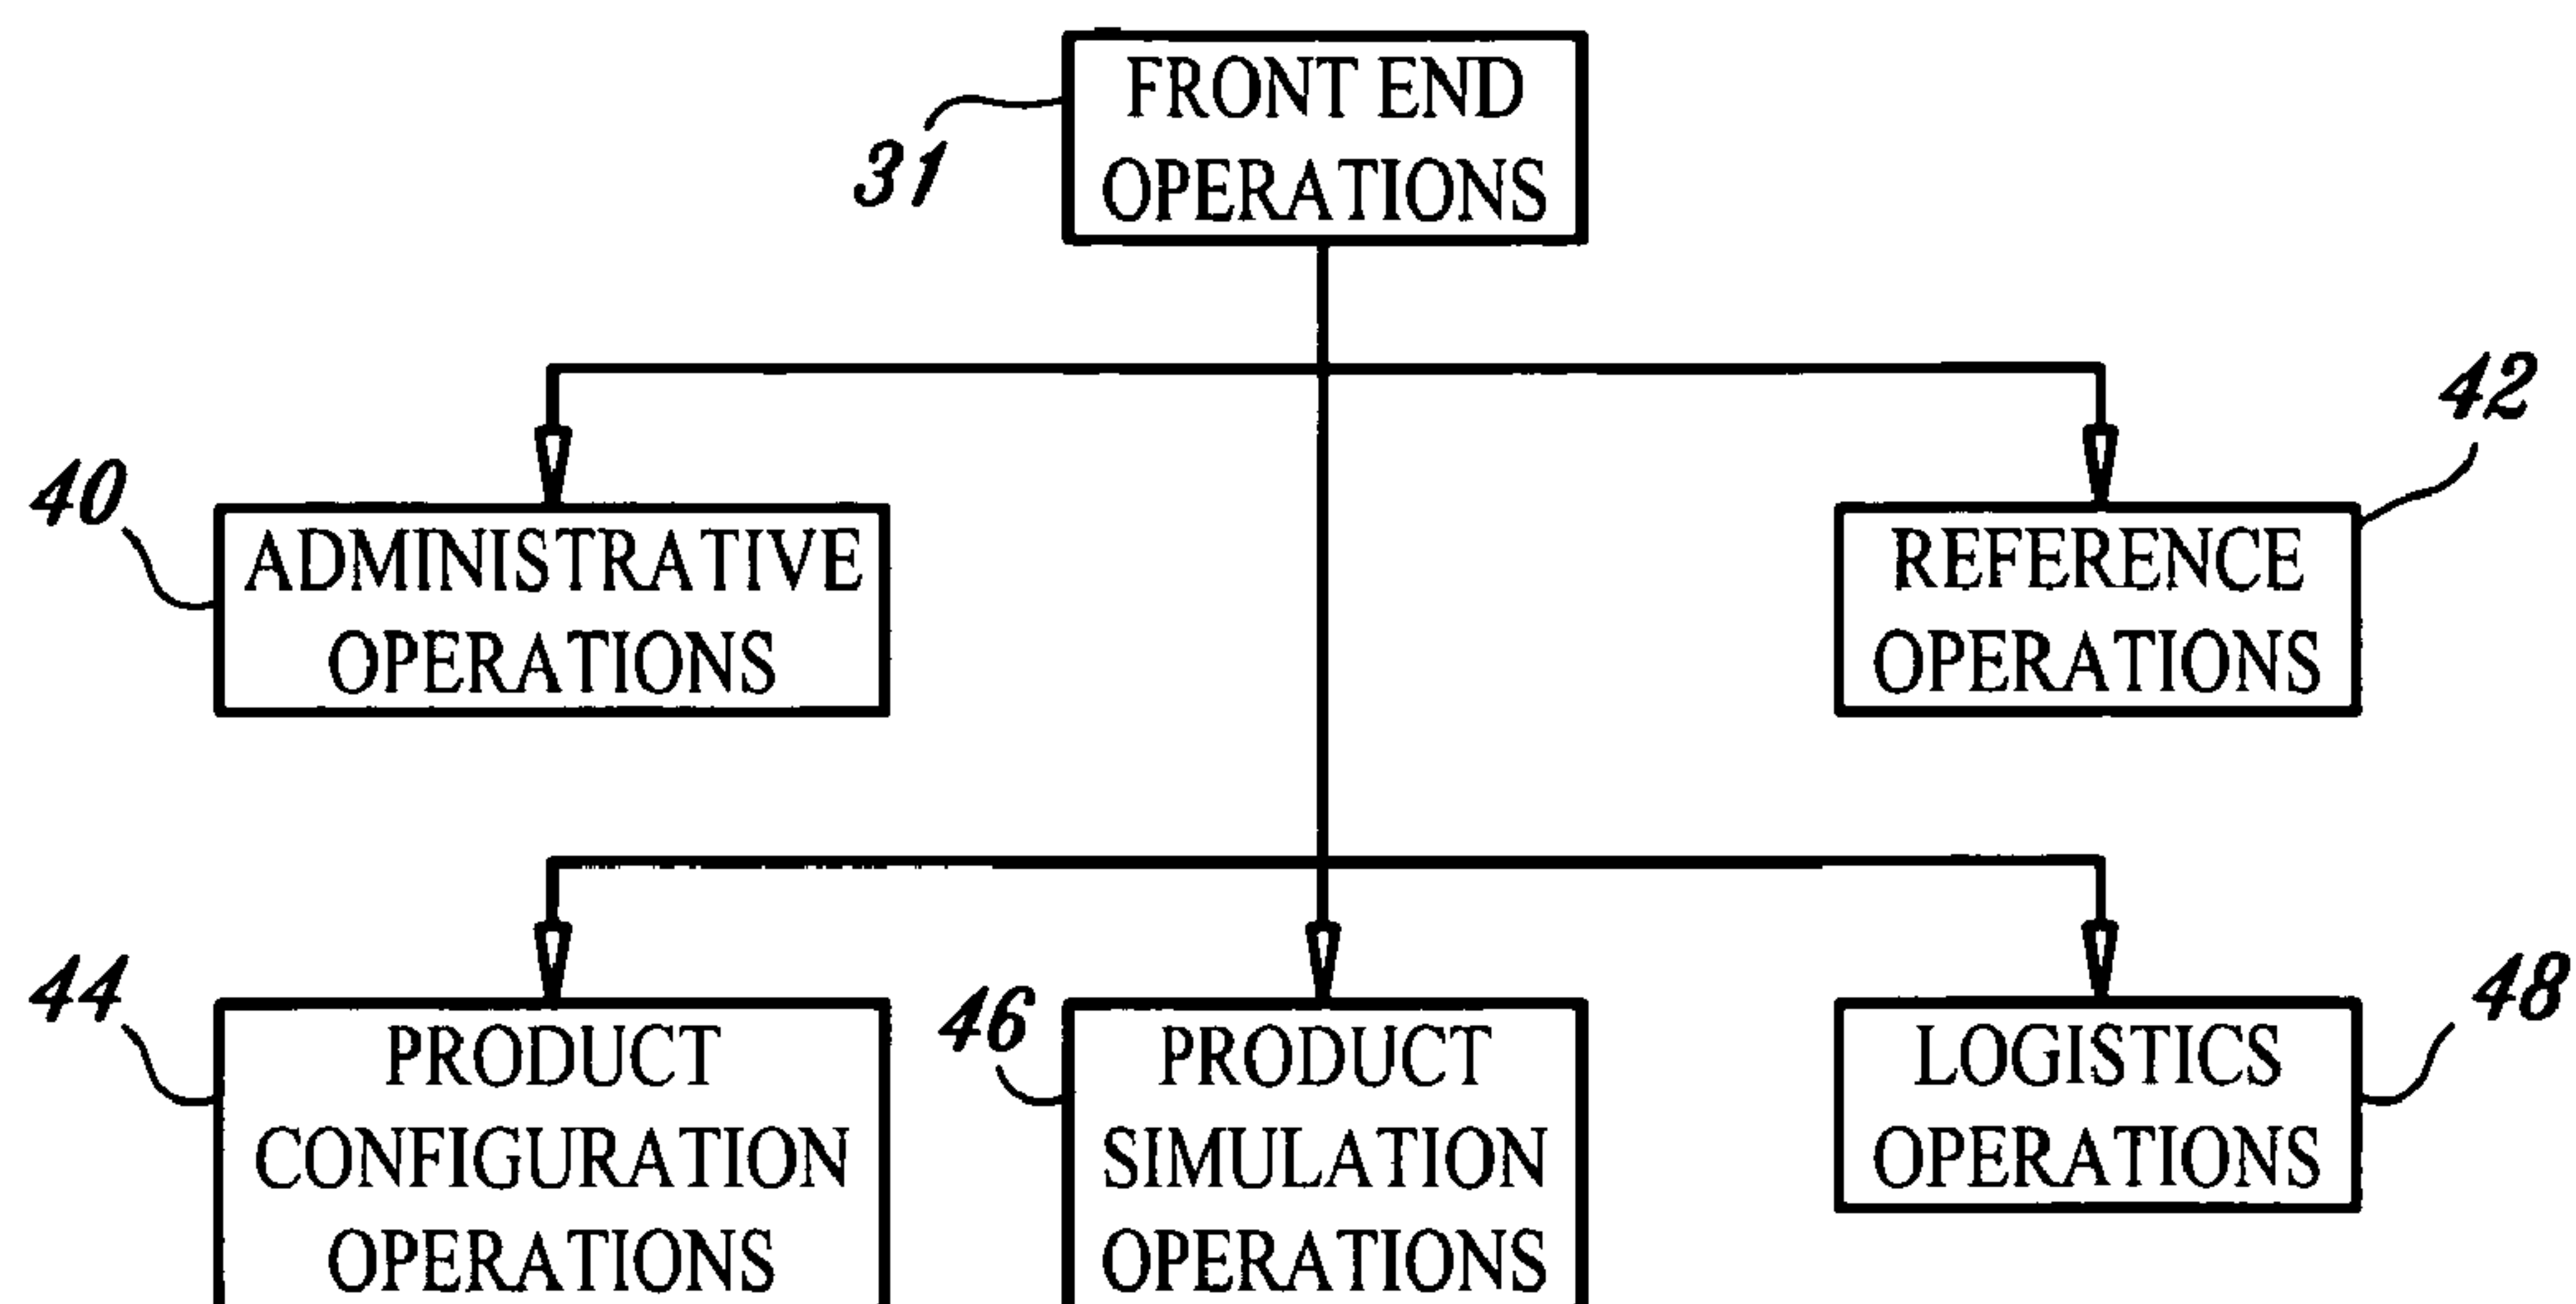 FRONT END
OPERATIONS
31
42
40
ADMINISTRATIVE
OPERATIONS
REFERENCE
OPERATIONS
44
PRODUCT
CONFIGURATION
OPERATIONS
46
PRODUCT
SIMULATION
OPERATIONS
48
LOGISTICS
OPERATIONS